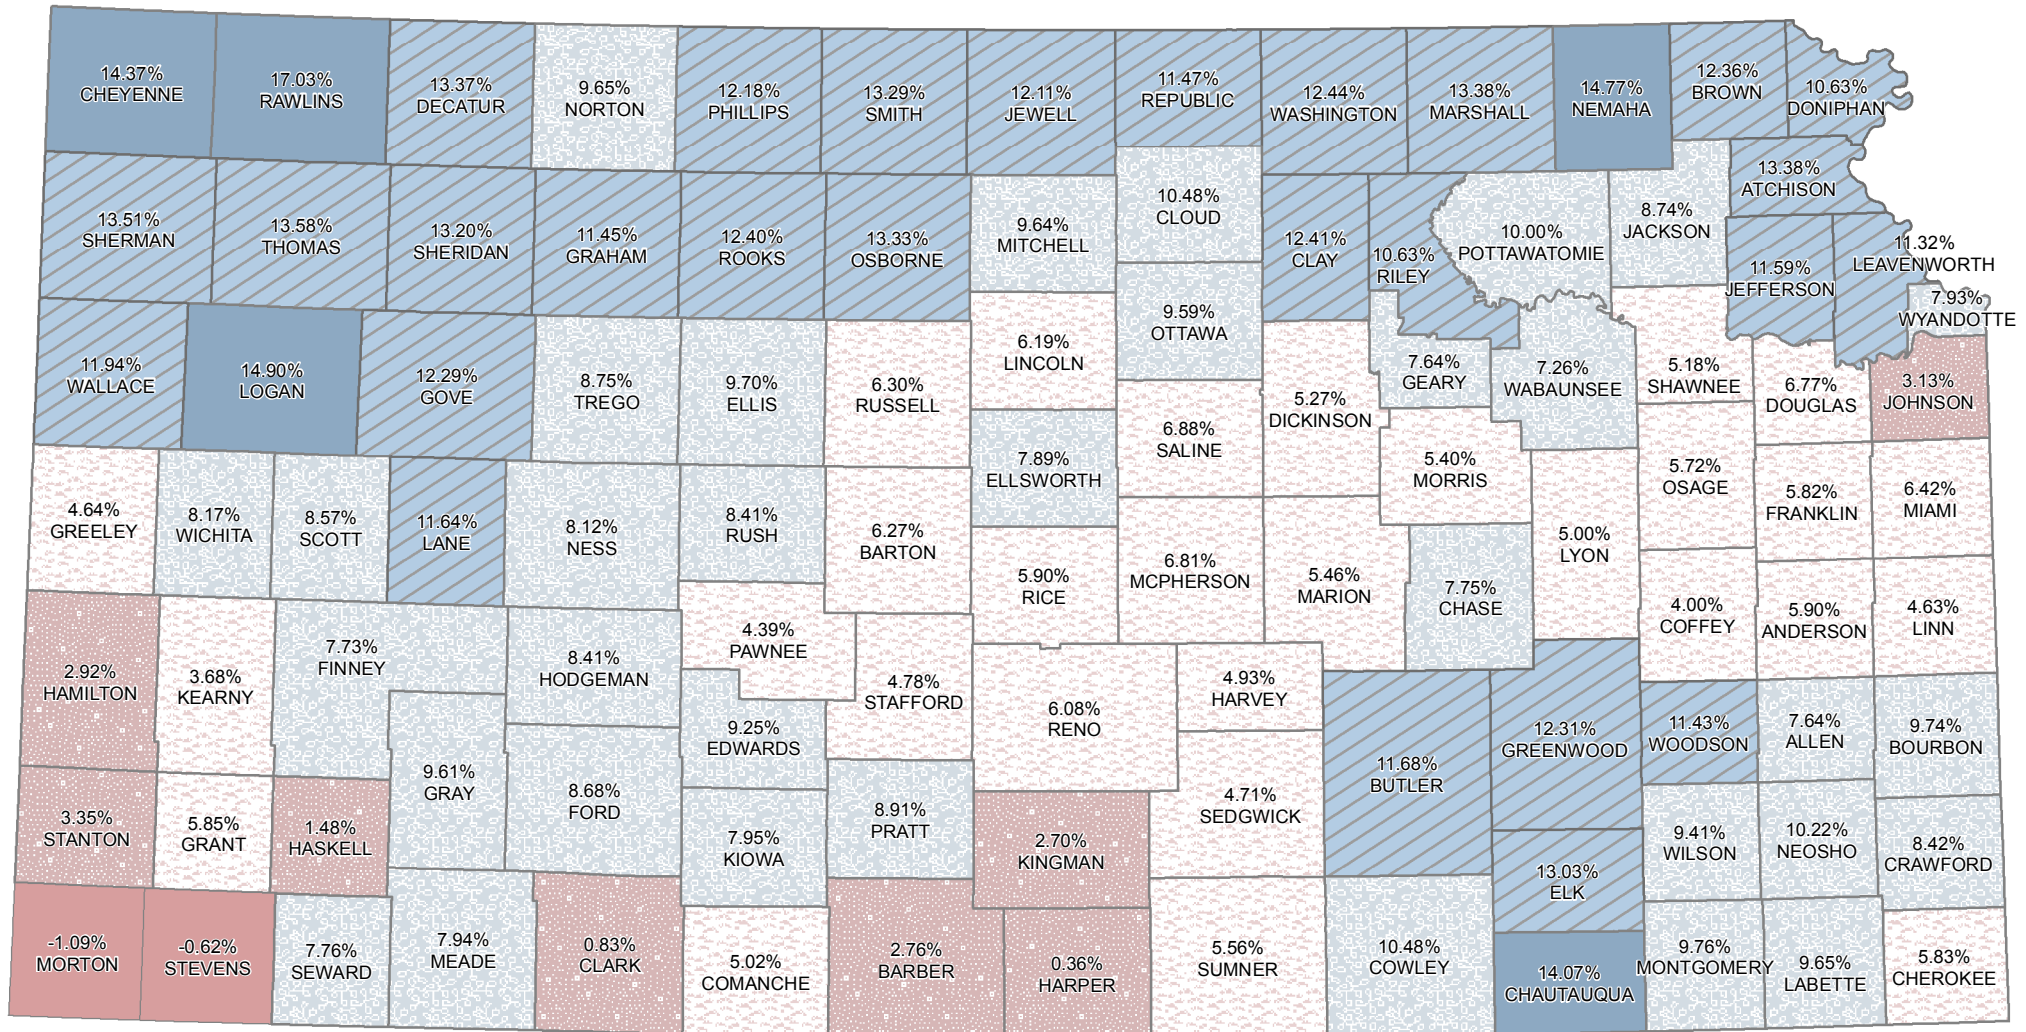 14.37%
CHEYENNE
17.03%
RAWLINS
13.37%
DECATUR
9.65%
NORTON
12.18%
PHILLIPS
13.29%
SMITH
12.11%
JEWELL
11.47%
REPUBLIC
12.44%
WASHINGTON
13.38%
MARSHALL
14.77%
NEMAHA
12.36%
BROWN
10.63%
DONIPHAN
13.51%
SHERMAN
13.58%
THOMAS
13.20%
SHERIDAN
11.45%
GRAHAM
12.40%
ROOKS
13.33%
OSBORNE
9.64%
MITCHELL
10.48%
CLOUD
12.41%
CLAY
10.63%
RILEY
10.00%
POTTAWATOMIE
8.74%
JACKSON
13.38%
ATCHISON
11.59%
JEFFERSON
11.32%
LEAVENWORTH
7.93%
WYANDOTTE
11.94%
WALLACE
14.90%
LOGAN
12.29%
GOVE
8.75%
TREGO
9.70%
ELLIS
6.30%
RUSSELL
6.19%
LINCOLN
9.59%
OTTAWA
5.27%
DICKINSON
7.64%
GEARY
7.26%
WABAUNSEE
5.18%
SHAWNEE
6.77%
DOUGLAS
3.13%
JOHNSON
4.64%
GREELEY
8.17%
WICHITA
8.57%
SCOTT
11.64%
LANE
8.12%
NESS
8.41%
RUSH
6.27%
BARTON
7.89%
ELLSWORTH
6.88%
SALINE
5.40%
MORRIS
5.00%
LYON
5.72%
OSAGE
5.82%
FRANKLIN
6.42%
MIAMI
5.90%
RICE
6.81%
MCPHERSON
5.46%
MARION
7.75%
CHASE
4.00%
COFFEY
5.90%
ANDERSON
4.63%
LINN
2.92%
HAMILTON
3.68%
KEARNY
7.73%
FINNEY
8.41%
HODGEMAN
4.39%
PAWNEE
4.78%
STAFFORD
6.08%
RENO
4.93%
HARVEY
9.25%
EDWARDS
9.61%
GRAY
8.68%
FORD
11.68%
BUTLER
12.31%
GREENWOOD
11.43%
WOODSON
7.64%
ALLEN
9.74%
BOURBON
3.35%
STANTON
5.85%
GRANT
1.48%
HASKELL
7.95%
KIOWA
8.91%
PRATT
2.70%
KINGMAN
4.71%
SEDGWICK
13.03%
ELK
9.41%
WILSON
10.22%
NEOSHO
8.42%
CRAWFORD
-1.09%
MORTON
-0.62%
STEVENS
7.76%
SEWARD
7.94%
MEADE
0.83%
CLARK
5.02%
COMANCHE
2.76%
BARBER
0.36%
HARPER
5.56%
SUMNER
10.48%
COWLEY
14.07%
CHAUTAUQUA
9.76%
MONTGOMERY
9.65%
LABETTE
5.83%
CHEROKEE